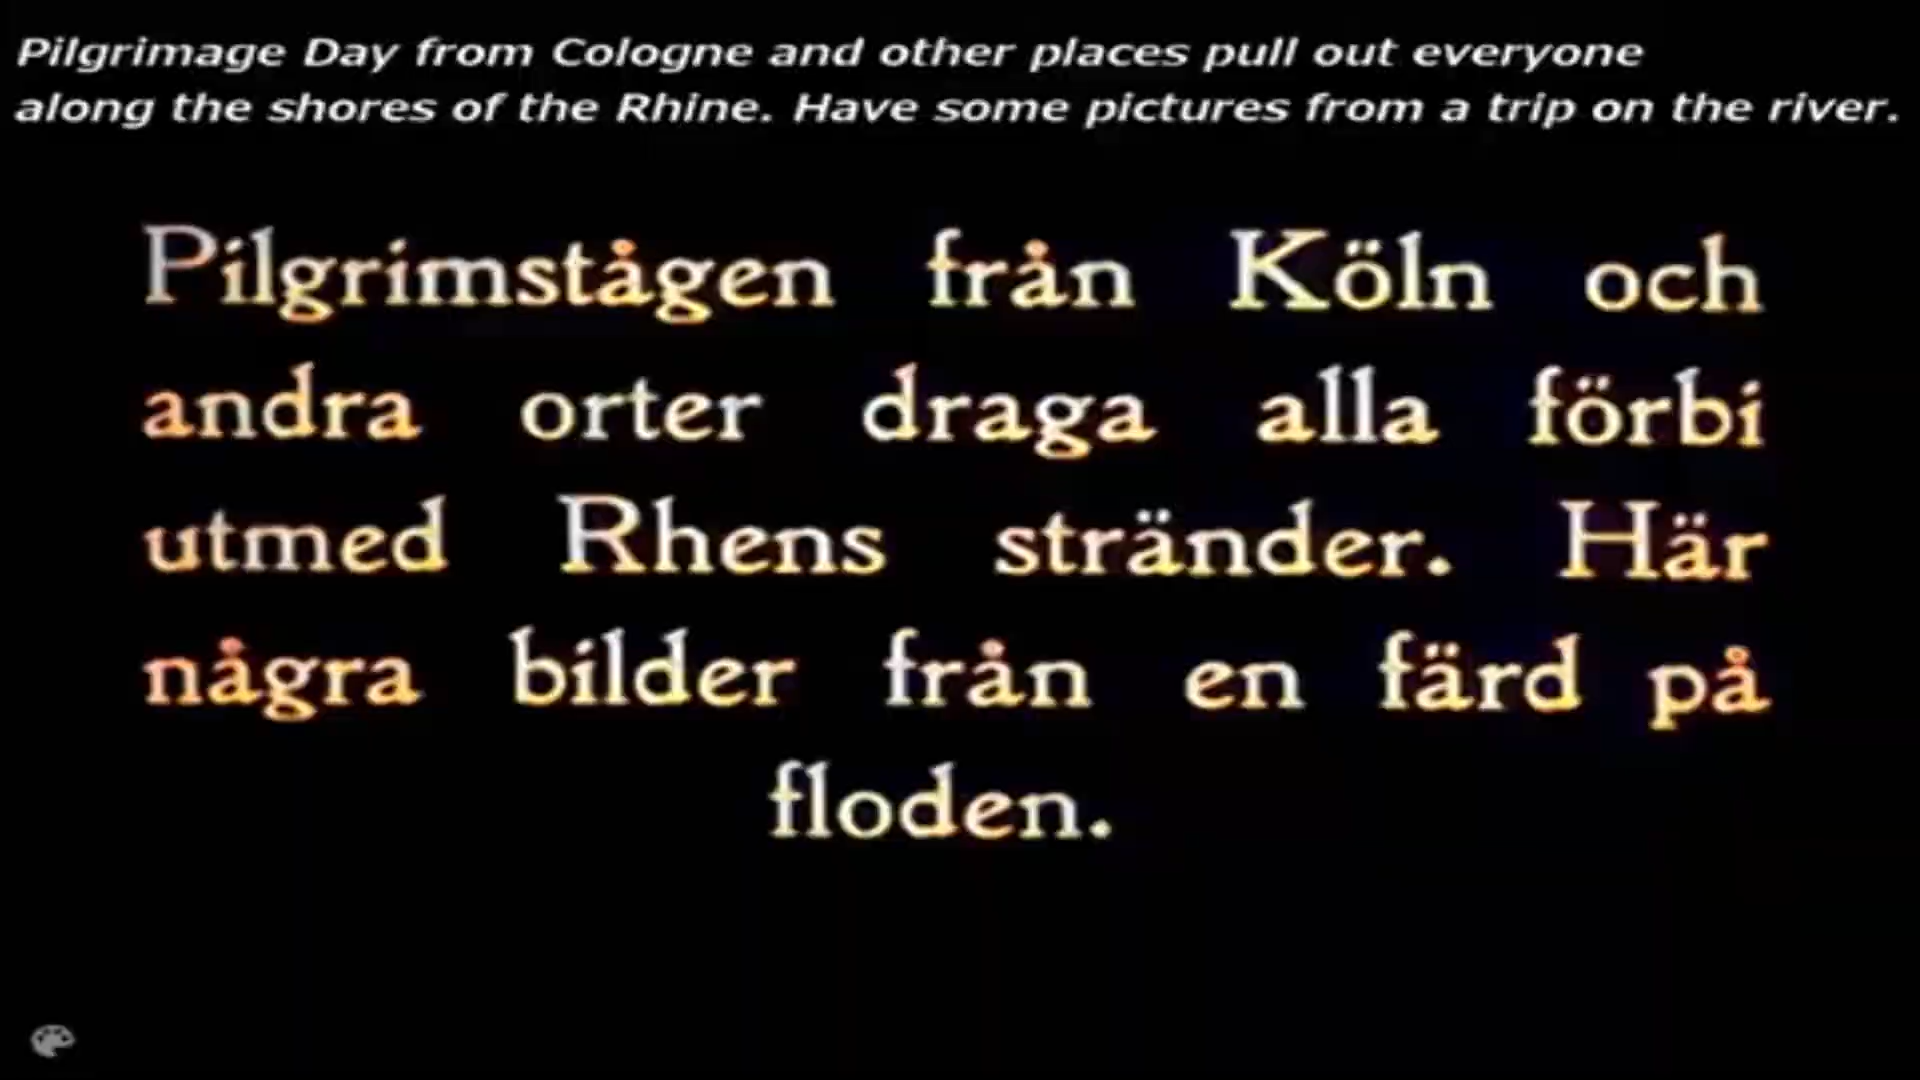 Pilgrimage Day from Cologne and other places pull out everyone
along the shores of the Rhine. Have some pictures from a trip on the river.
Pilgrimstågen från Köln och
andra orter draga alla förbi
utmed Rhens stränder. Här
några bilder från en färd på
floden.